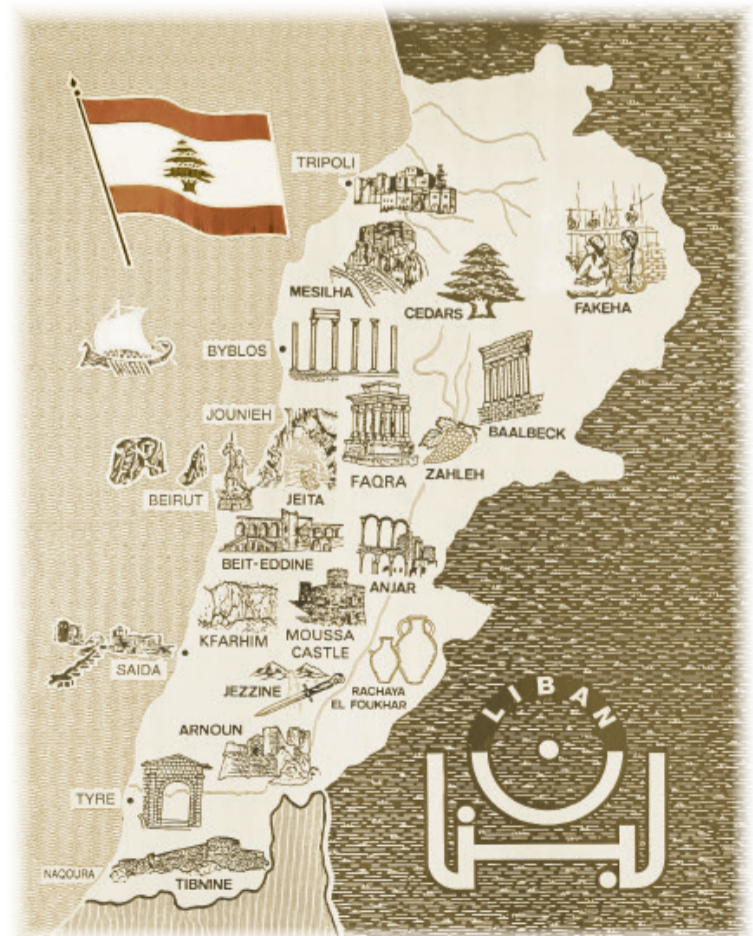 TRIPOLI
MESILHA
CEDARS
FAKEHA
BYBLOS
JOUNIEH
BAALBECK
FAQRA
ZAHLEH
BEIRUT
JEITA
BEIT-EDDINE
ANJAR
KFARHIM
MOUSSA
CASTLE
SAIDA
JEZZINE
RACHAYA
EL FOUKHAR
ARNOUN
LIBAN
لبنان
TYRE
NAQOURA
TIBNINE